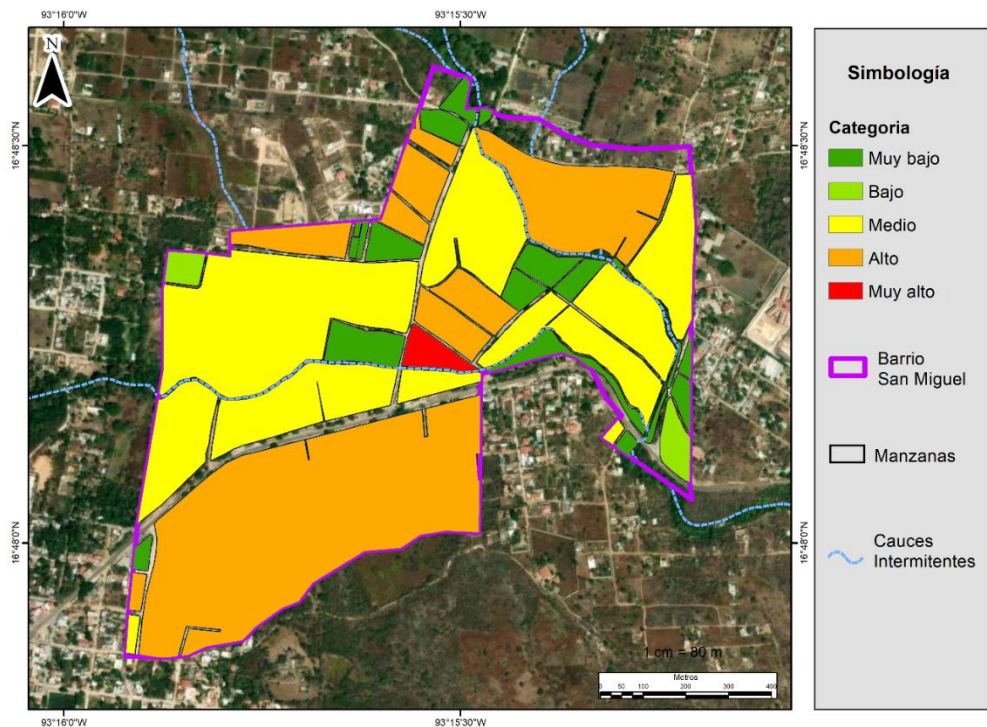 93°16'0"W
93°15'30"W
N
16°48'30"N
16°48'30"N
16°48'0"N
16°48'0"N
1 cm = 80 m
Metros
0 25 50 100 200 300 400
93°16'0"W
93°15'30"W
Simbología
Categoria
Muy bajo
Bajo
Medio
Alto
Muy alto
Barrio
San Miguel
Manzanas
Cauces
Intermitentes